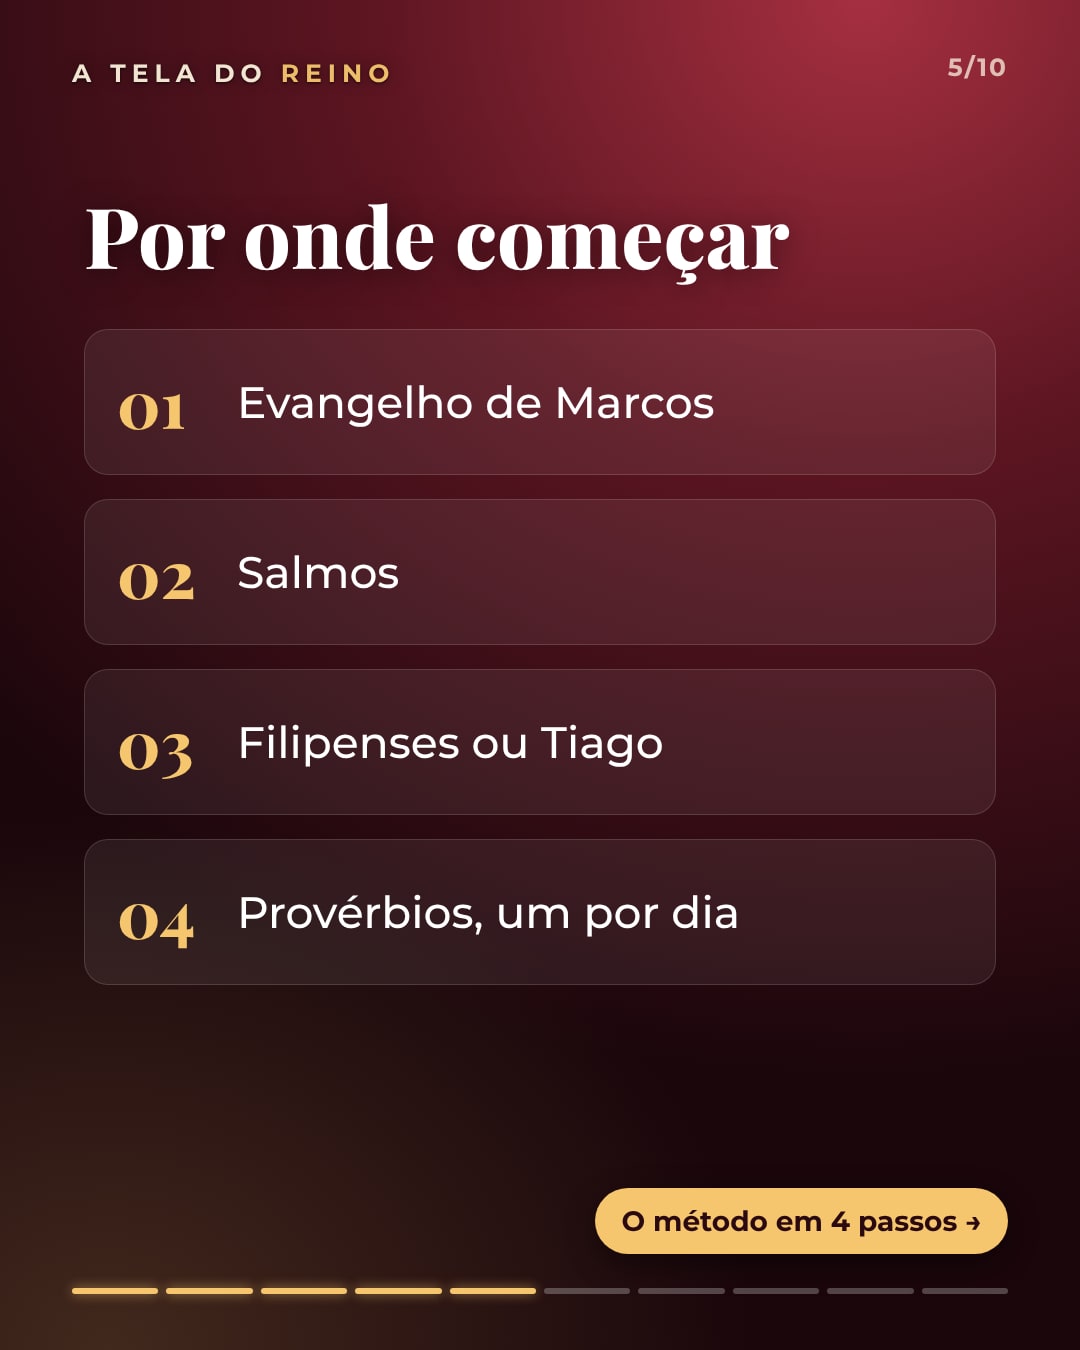 A TELA DO REINO
5/10
Por onde começar
01 Evangelho de Marcos
02 Salmos
03 Filipenses ou Tiago
04 Provérbios, um por dia
O método em 4 passos →